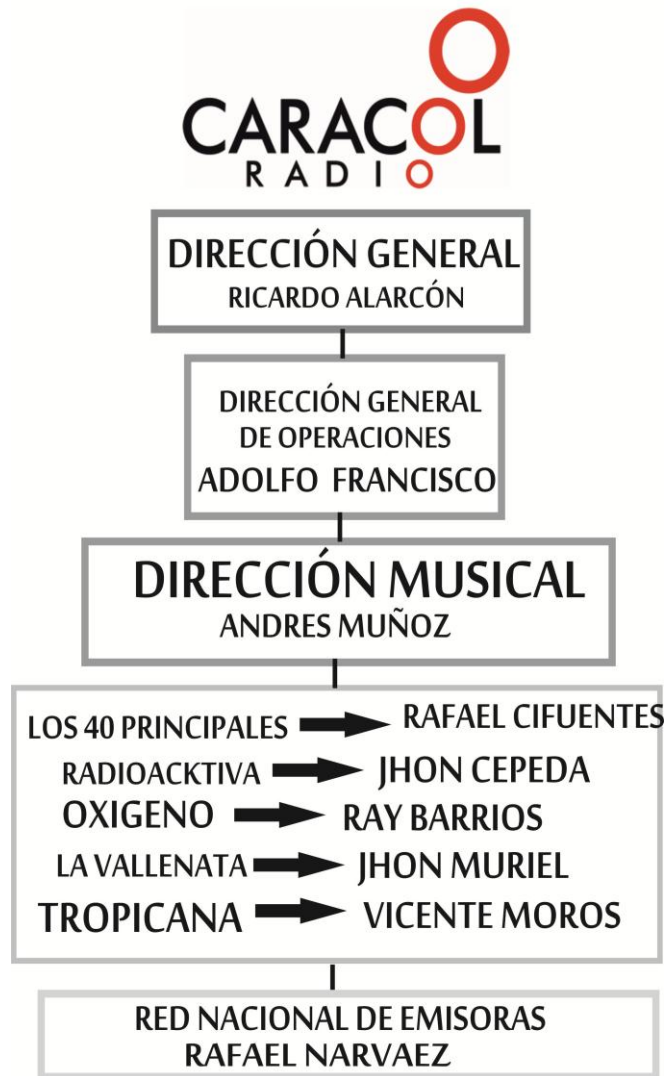 CARACOL
RADIO
DIRECCIÓN GENERAL
RICARDO ALARCÓN
DIRECCIÓN GENERAL
DE OPERACIONES
ADOLFO FRANCISCO
DIRECCIÓN MUSICAL
ANDRES MUÑOZ
LOS 40 PRINCIPALES RAFAEL CIFUENTES
RADIOACKTIVA JHON CEPEDA
OXIGENO RAY BARRIOS
LA VALLENATA JHON MURIEL
TROPICANA VICENTE MOROS
RED NACIONAL DE EMISORAS
RAFAEL NARVAEZ